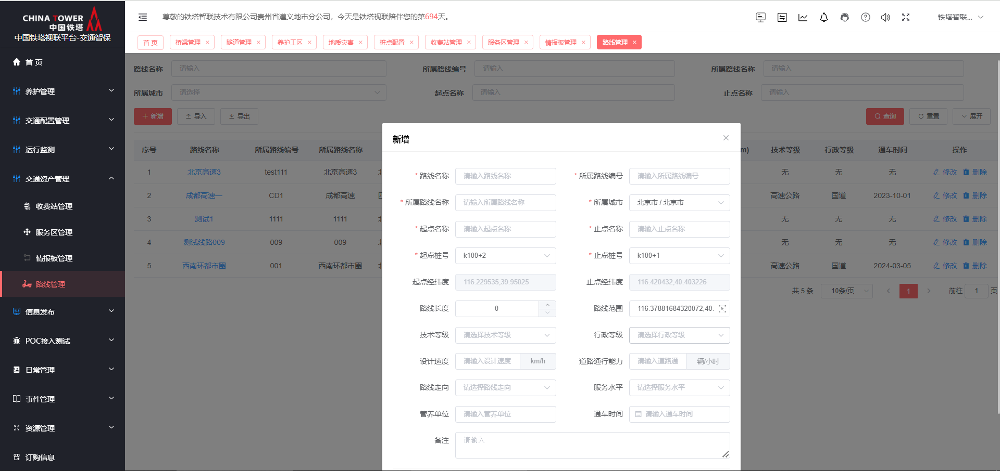 CHINA TOWER
中国铁塔
中国铁塔视联平台-交通智保
首 页
养护管理
交通配置管理
运行监测
交通资产管理
收费站管理
服务区管理
情报板管理
路线管理
信息发布
POC接入测试
日常管理
事件管理
资源管理
订购信息
尊敬的铁塔智联技术有限公司贵州省遵义地市分公司，今天是铁塔视联陪伴您的第694天。
铁塔智联...
首 页 桥梁管理 × 隧道管理 × 养护工区 × 地质灾害 × 桩点配置 × 收费站管理 × 服务区管理 × 情报板管理 × 路线管理 ×
路线名称 请输入 所属路线编号 请输入 所属路线名称 请输入
所属城市 请选择 起点名称 请输入 止点名称 请输入
新增 导入 导出 查询 重置 展开
序号 路线名称 所属路线编号 所属路线名称 m) 技术等级 行政等级 通车时间 操作
1 北京高速3 test111 北京高速3 无 无 无 修改 删除
2 成都高速一 CD1 成都高速 高速公路 国道 2023-10-01 修改 删除
3 测试1 1111 1111 无 无 无 修改 删除
4 测试线路009 009 009 无 无 无 修改 删除
5 西南环都市圈 001 西南环都市圈 高速公路 国道 2024-03-05 修改 删除
共 5 条 10条/页 1 前往 1 页
新增
* 路线名称 请输入路线名称 * 所属路线编号 请输入所属路线编号
* 所属路线名称 请输入所属路线名称 * 所属城市 北京市 / 北京市
* 起点名称 请输入起点名称 * 止点名称 请输入止点名称
* 起点桩号 k100+2 * 止点桩号 k100+1
起点经纬度 116.229535,39.95025 止点经纬度 116.420432,40.403226
路线长度 0 路线范围 116.37881684320072,40.
技术等级 请选择技术等级 行政等级 请选择行政等级
设计速度 请输入设计速度 km/h 道路通行能力 请输入道路通 辆/小时
路线走向 请选择路线走向 服务水平 请选择服务水平
管养单位 请输入管养单位 通车时间 请输入通车时间
备注 请输入